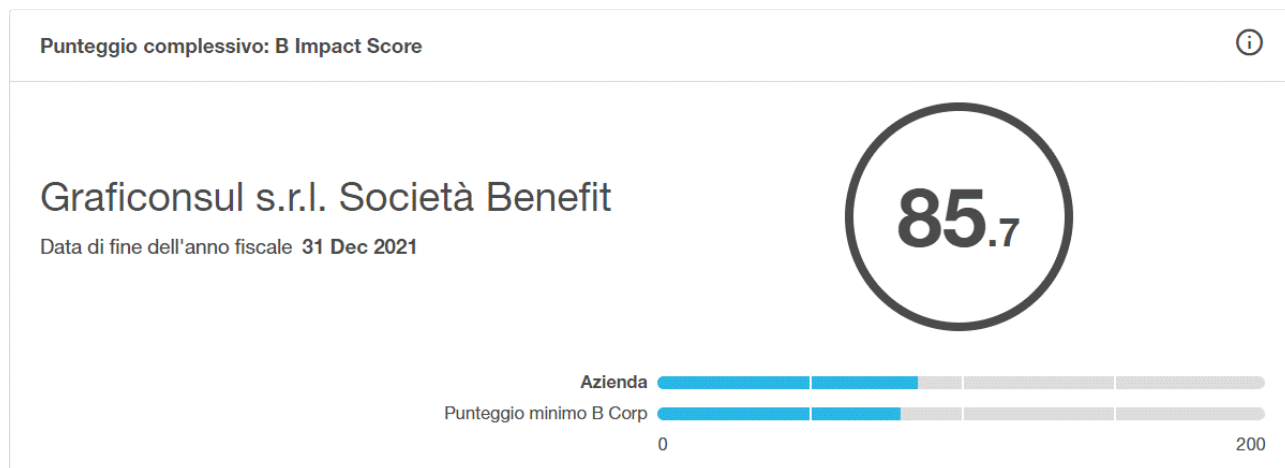 Punteggio complessivo: B Impact Score
Graficonsul s.r.l. Società Benefit
Data di fine dell'anno fiscale 31 Dec 2021
85.7
Azienda
Punteggio minimo B Corp
0 200